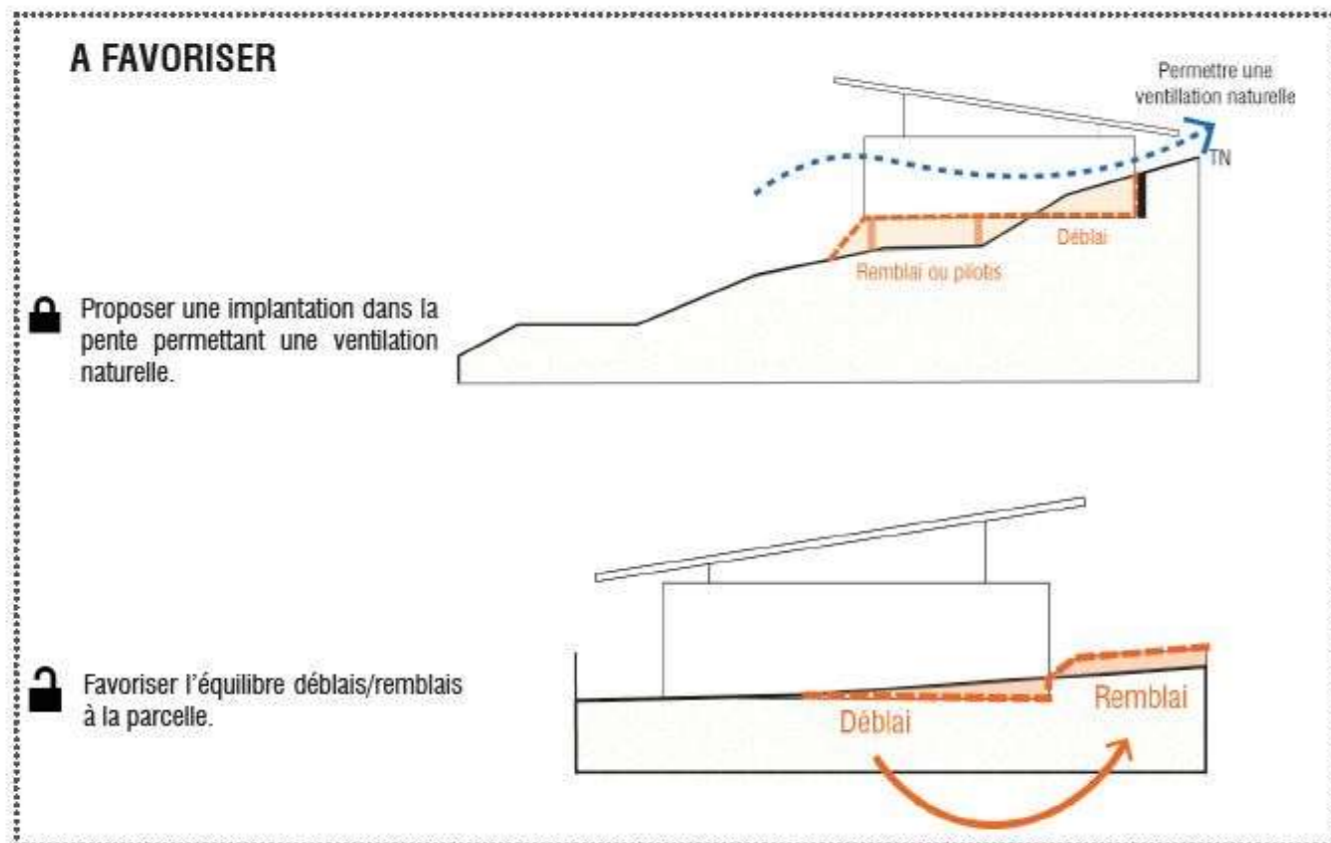 A FAVORISER
Permettre une
ventillation naturelle
TN
Déblai
Remblai ou pilotis
Proposer une implantation dans la
pente permettant une ventilation
naturelle.
Favoriser l'équilibre déblais/remblais
à la parcelle.
Déblai
Remblai